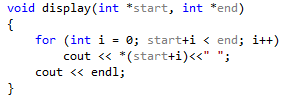 void display(int *start, int *end)
{
    for (int i = 0; start+i < end; i++)
        cout << *(start+i)<<" ";
    cout << endl;
}